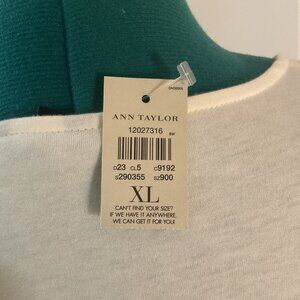 ANN TAYLOR
12027316
D23 CL5 C9192
S290355 SZ900
XL
CAN'T FIND YOUR SIZE?
IF WE HAVE IT ANYWHERE,
WE CAN GET IT FOR YOU!